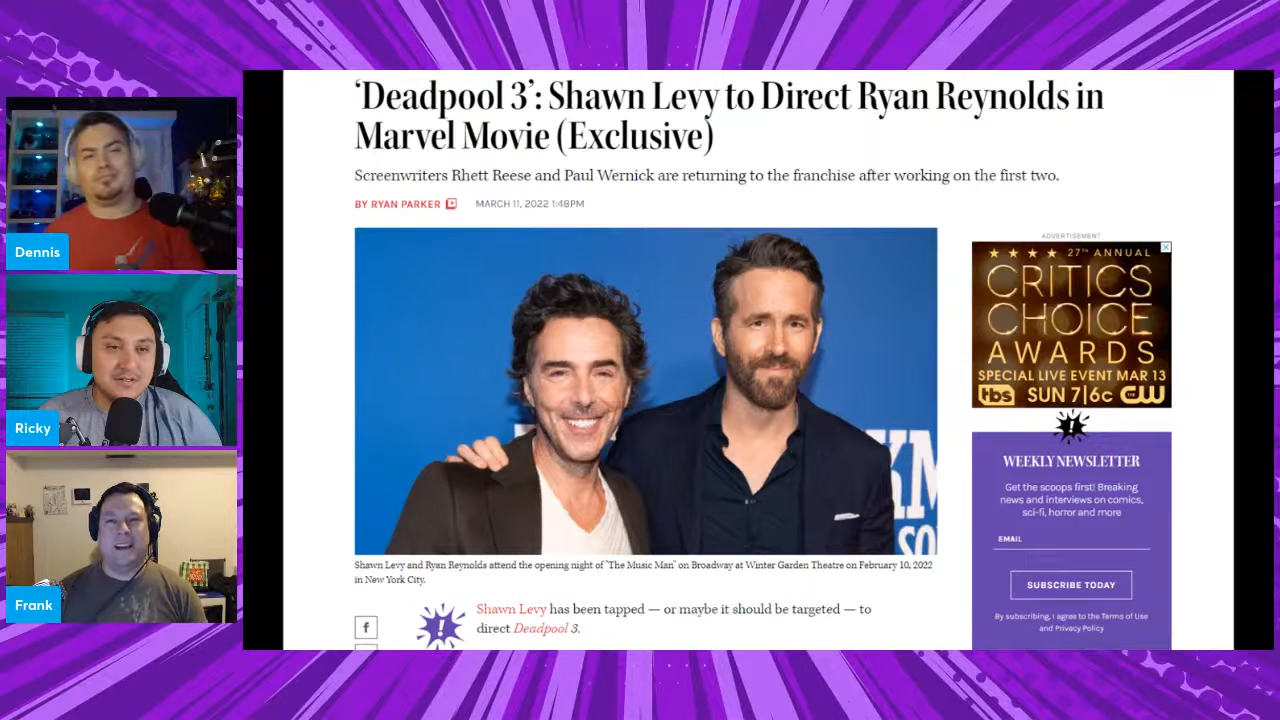 Dennis
Ricky
Frank
‘Deadpool 3’: Shawn Levy to Direct Ryan Reynolds in
Marvel Movie (Exclusive)
Screenwriters Rhett Reese and Paul Wernick are returning to the franchise after working on the first two.
BY RYAN PARKER
MARCH 11, 2022 1:48PM
Shawn Levy and Ryan Reynolds attend the opening night of "The Music Man" on Broadway at Winter Garden Theatre on February 10, 2022
in New York City.
f
!
Shawn Levy has been tapped — or maybe it should be targeted — to
direct Deadpool 3.
ADVERTISEMENT
27TH ANNUAL
CRITICS
CHOICE
AWARDS
SPECIAL LIVE EVENT MAR 13
tbs SUN 7|6c THE CW
!
WEEKLY NEWSLETTER
Get the scoops first! Breaking
news and interviews on comics,
sci-fi, horror and more
EMAIL
SUBSCRIBE TODAY
By subscribing, I agree to the Terms of Use
and Privacy Policy